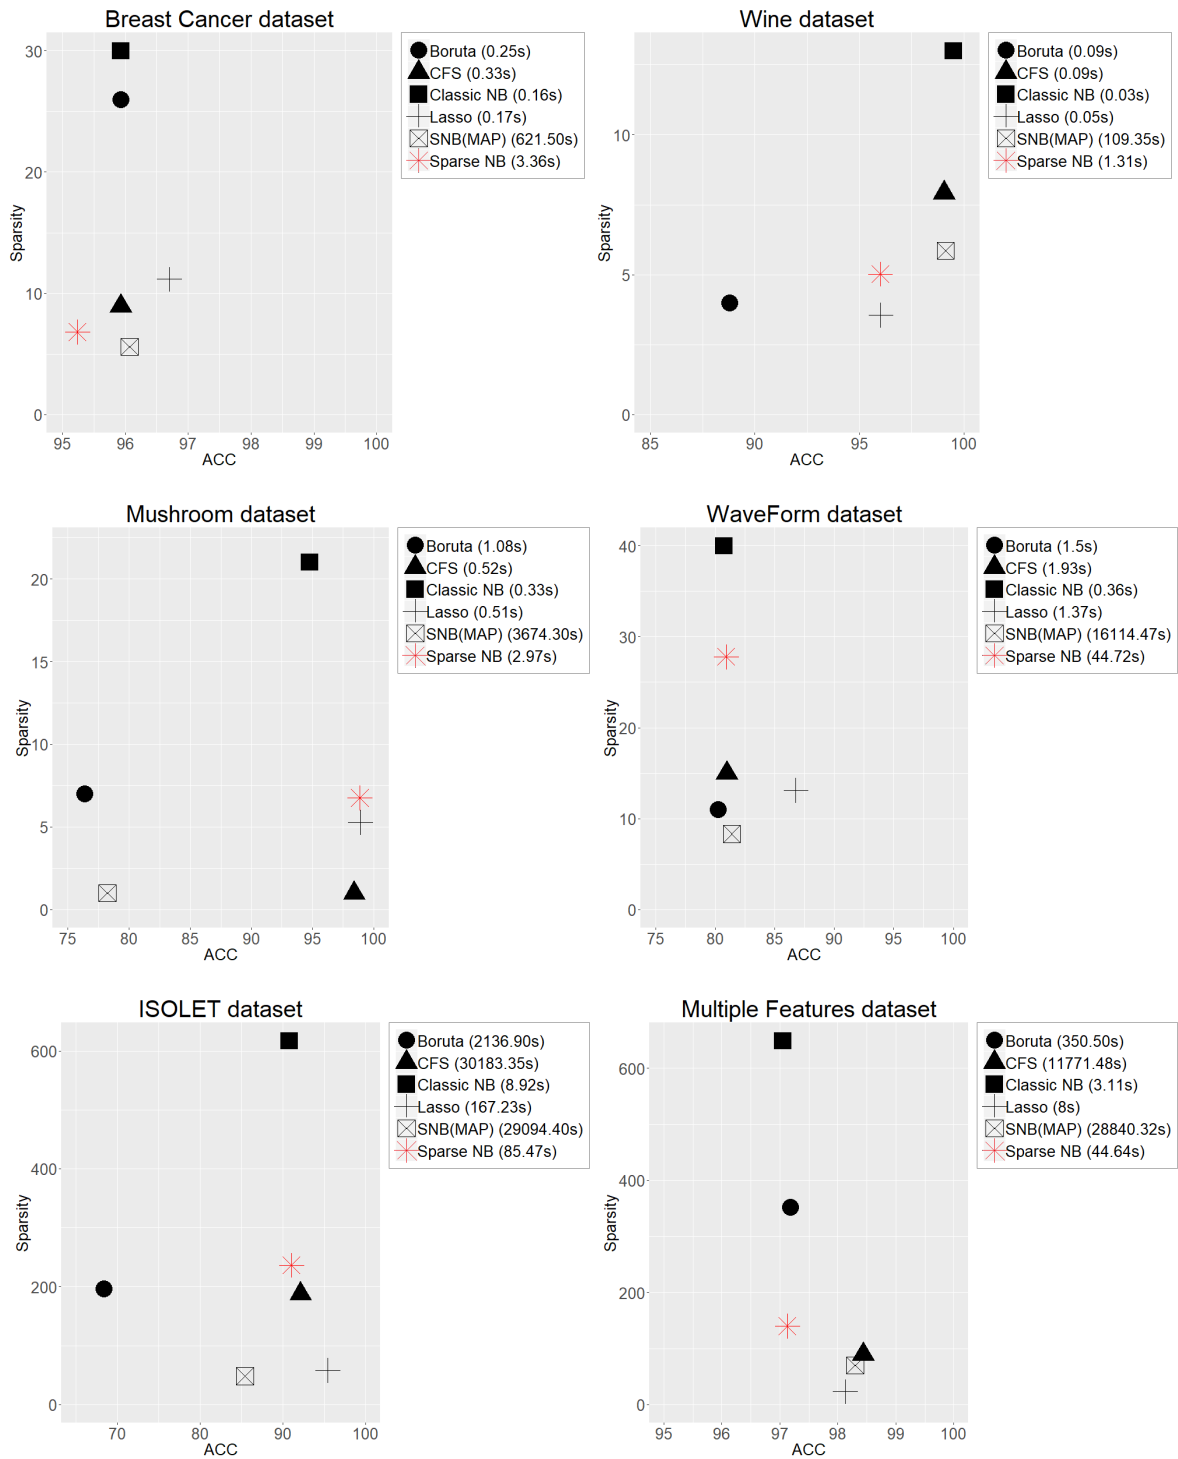 Breast Cancer dataset
30
20
10
0
Sparsity
95 96 97 98 99 100
ACC
Boruta (0.25s)
CFS (0.33s)
Classic NB (0.16s)
Lasso (0.17s)
SNB(MAP) (621.50s)
Sparse NB (3.36s)
Wine dataset
10
5
0
Sparsity
85 90 95 100
ACC
Boruta (0.09s)
CFS (0.09s)
Classic NB (0.03s)
Lasso (0.05s)
SNB(MAP) (109.35s)
Sparse NB (1.31s)
Mushroom dataset
20
15
10
5
0
Sparsity
75 80 85 90 95 100
ACC
Boruta (1.08s)
CFS (0.52s)
Classic NB (0.33s)
Lasso (0.51s)
SNB(MAP) (3674.30s)
Sparse NB (2.97s)
WaveForm dataset
40
30
20
10
0
Sparsity
75 80 85 90 95 100
ACC
Boruta (1.5s)
CFS (1.93s)
Classic NB (0.36s)
Lasso (1.37s)
SNB(MAP) (16114.47s)
Sparse NB (44.72s)
ISOLET dataset
600
400
200
0
Sparsity
70 80 90 100
ACC
Boruta (2136.90s)
CFS (30183.35s)
Classic NB (8.92s)
Lasso (167.23s)
SNB(MAP) (29094.40s)
Sparse NB (85.47s)
Multiple Features dataset
600
400
200
0
Sparsity
95 96 97 98 99 100
ACC
Boruta (350.50s)
CFS (11771.48s)
Classic NB (3.11s)
Lasso (8s)
SNB(MAP) (28840.32s)
Sparse NB (44.64s)